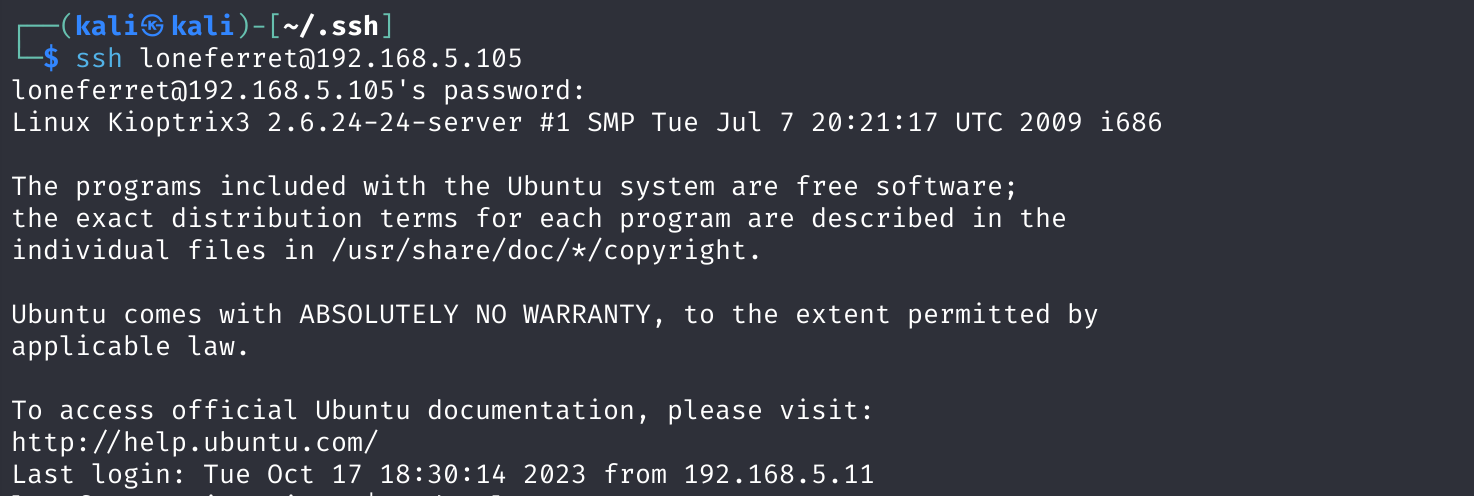 ┌──(kali㉿kali)-[~/.ssh]
└─$ ssh loneferret@192.168.5.105
loneferret@192.168.5.105's password:
Linux Kioptrix3 2.6.24-24-server #1 SMP Tue Jul 7 20:21:17 UTC 2009 i686
The programs included with the Ubuntu system are free software;
the exact distribution terms for each program are described in the
individual files in /usr/share/doc/*/copyright.
Ubuntu comes with ABSOLUTELY NO WARRANTY, to the extent permitted by
applicable law.
To access official Ubuntu documentation, please visit:
http://help.ubuntu.com/
Last login: Tue Oct 17 18:30:14 2023 from 192.168.5.11